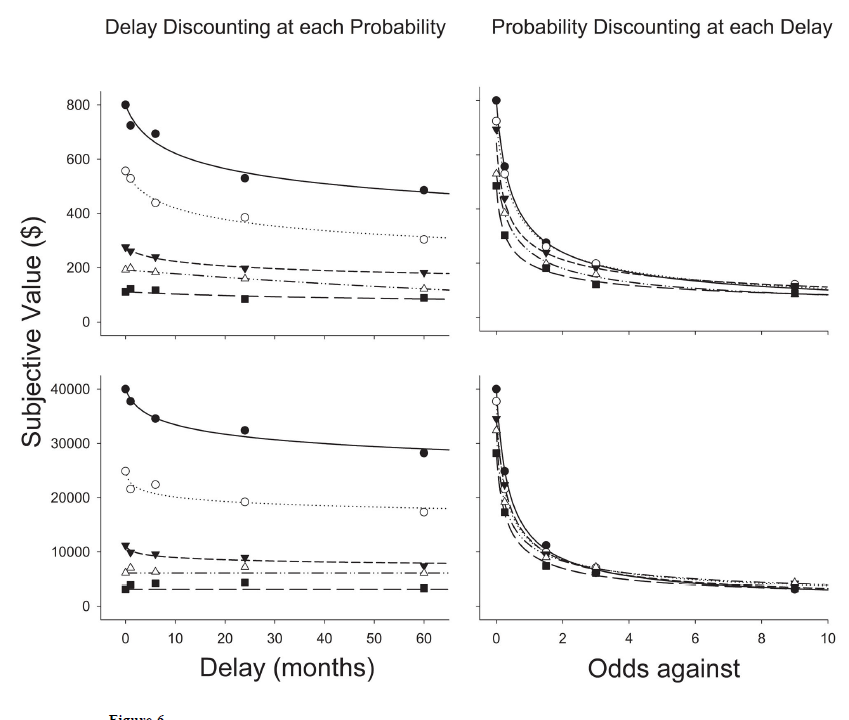 Delay Discounting at each Probability
Probability Discounting at each Delay
Subjective Value ($)
800
600
400
200
0
40000
30000
20000
10000
0
0 10 20 30 40 50 60
Delay (months)
0 2 4 6 8 10
Odds against
Figure 6